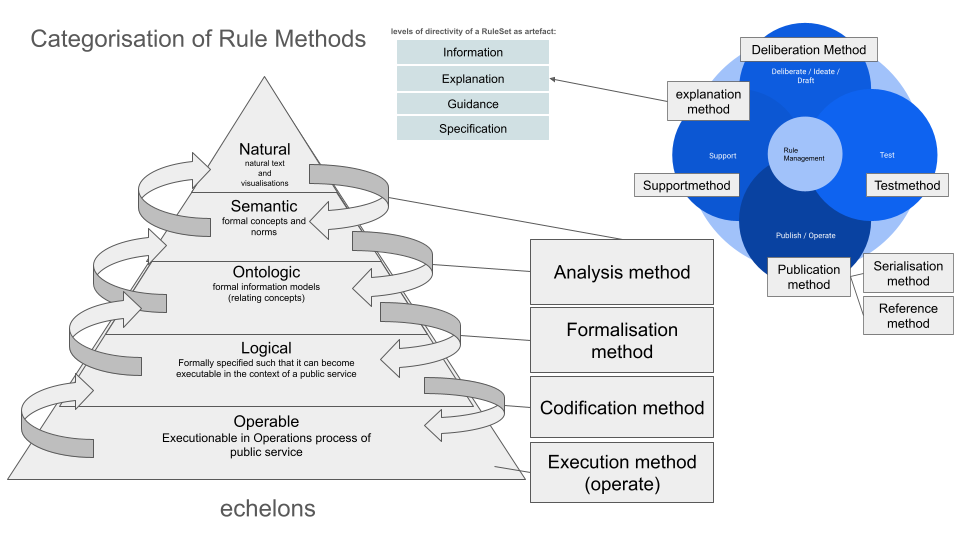 Categorisation of Rule Methods
levels of directivity of a RuleSet as artefact:
Information
Explanation
Guidance
Specification
Deliberation Method
Deliberate / Ideate /
Draft
explanation
method
Support
Rule
Management
Test
Supportmethod
Testmethod
Publish / Operate
Publication
method
Serialisation
method
Reference
method
Natural
natural text
and
visualisations
Semantic
formal concepts and
norms
Ontologic
formal information models
(relating concepts)
Logical
Formally specified such that it can become
executable in the context of a public service
Operable
Executionable in Operations process of
public service
Analysis method
Formalisation
method
Codification method
Execution method
(operate)
echelons